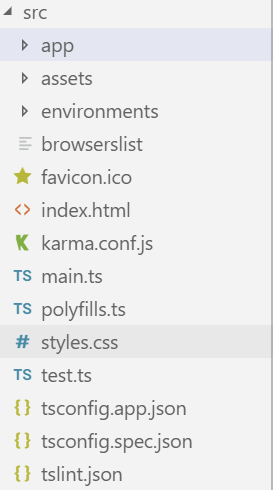 src
app
assets
environments
browserslist
favicon.ico
index.html
karma.conf.js
TS main.ts
TS polyfills.ts
# styles.css
TS test.ts
{} tsconfig.app.json
{} tsconfig.spec.json
{} tslint.json